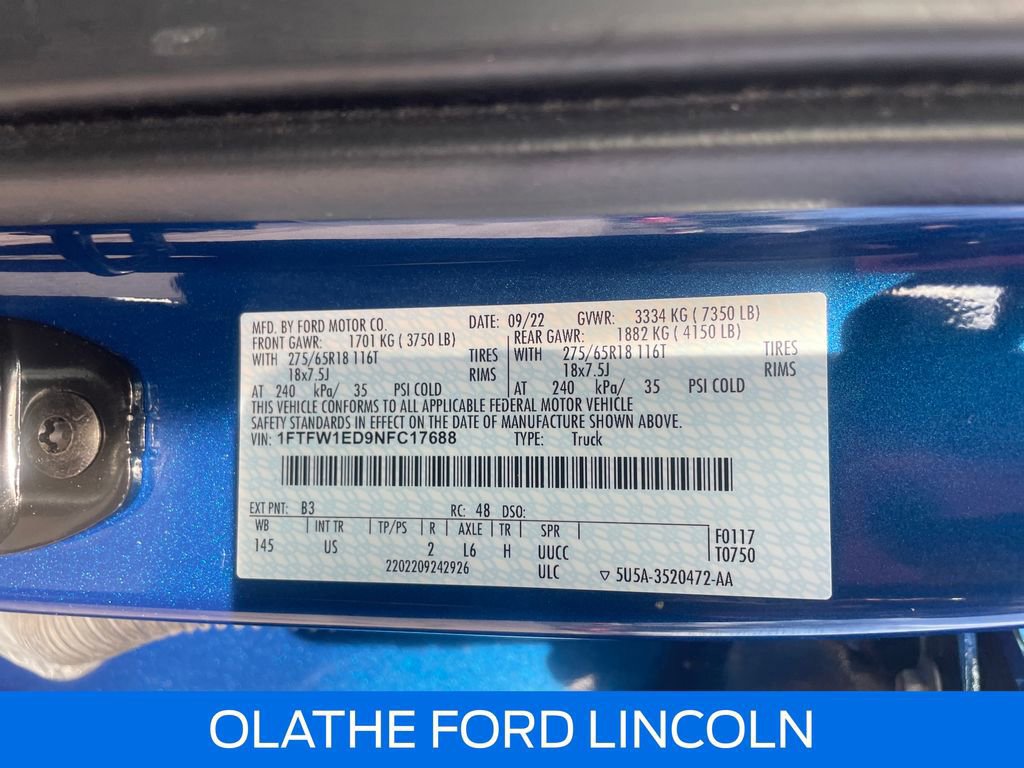 MFD. BY FORD MOTOR CO. DATE: 09/22 GVWR: 3334 KG ( 7350 LB)
FRONT GAWR: 1701 KG ( 3750 LB) REAR GAWR: 1882 KG ( 4150 LB)
WITH 275/65R18 116T TIRES WITH 275/65R18 116T TIRES
18x7.5J RIMS 18x7.5J RIMS
AT 240 kPa/ 35 PSI COLD AT 240 kPa/ 35 PSI COLD
THIS VEHICLE CONFORMS TO ALL APPLICABLE FEDERAL MOTOR VEHICLE
SAFETY STANDARDS IN EFFECT ON THE DATE OF MANUFACTURE SHOWN ABOVE.
VIN: 1FTFW1ED9NFC17688 TYPE: Truck
EXT PNT: B3 RC: 48 DSO:
WB INT TR TP/PS R AXLE TR SPR F0117
145 US 2 L6 H UUCC T0750
2202209242926 ULC ▽ 5U5A-3520472-AA
OLATHE FORD LINCOLN